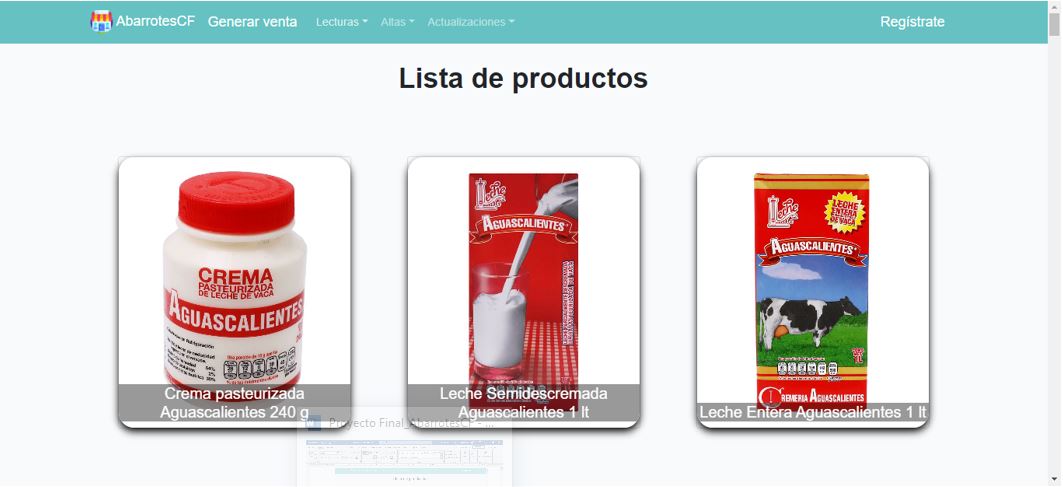 AbarrotesCF Generar venta Lecturas Altas Actualizaciones Regístrate
Lista de productos
CREMA
PASTEURIZADA
DE LECHE DE VACA
AGUASCALIENTES
Crema pasteurizada
Aguascalientes 240 g
Leche
AGUASCALIENTES
Leche Semidescremada
Aguascalientes 1 lt
Leche
LECHE
ENTERA
DE VACA
AGUASCALIENTES
CREMERIA AGUASCALIENTES
Leche Entera Aguascalientes 1 lt
Proyecto Final_AbarrotesCF - ...